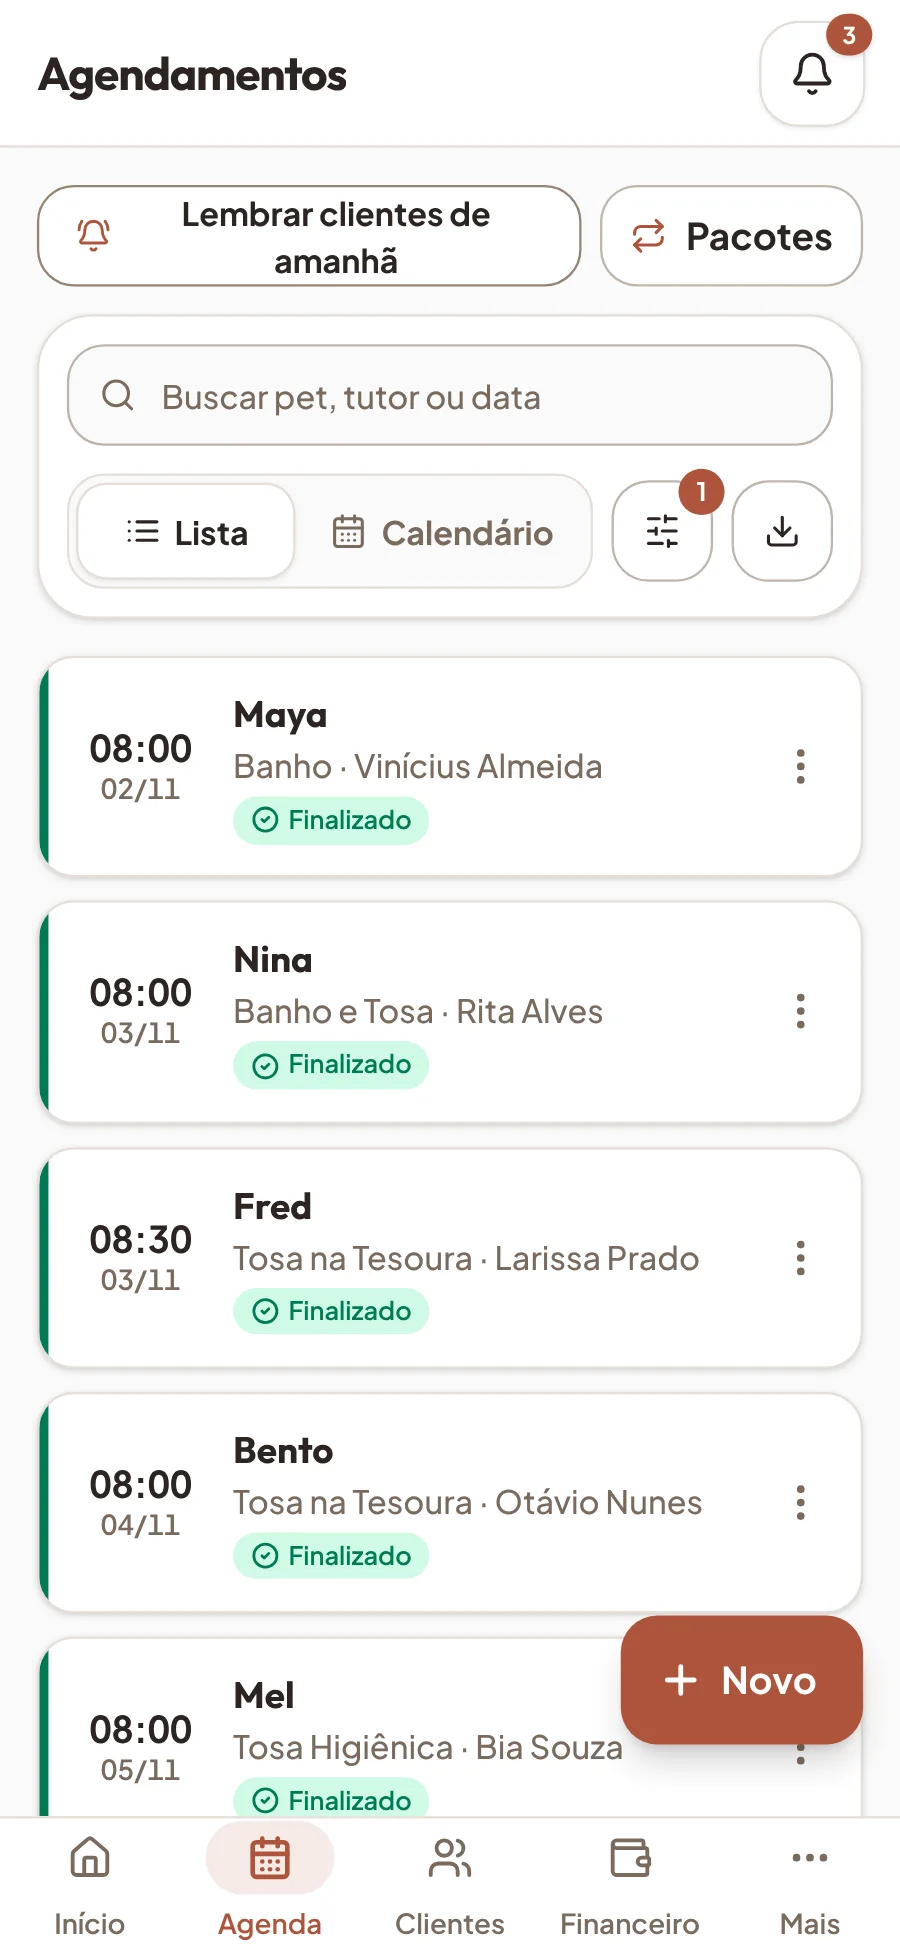 Agendamentos
3
Lembrar clientes de
amanhã
Pacotes
Buscar pet, tutor ou data
Lista
Calendário
1
08:00
02/11
Maya
Banho · Vinícius Almeida
Finalizado
08:00
03/11
Nina
Banho e Tosa · Rita Alves
Finalizado
08:30
03/11
Fred
Tosa na Tesoura · Larissa Prado
Finalizado
08:00
04/11
Bento
Tosa na Tesoura · Otávio Nunes
Finalizado
08:00
05/11
Mel
Tosa Higiênica · Bia Souza
Finalizado
Novo
Início
Agenda
Clientes
Financeiro
Mais